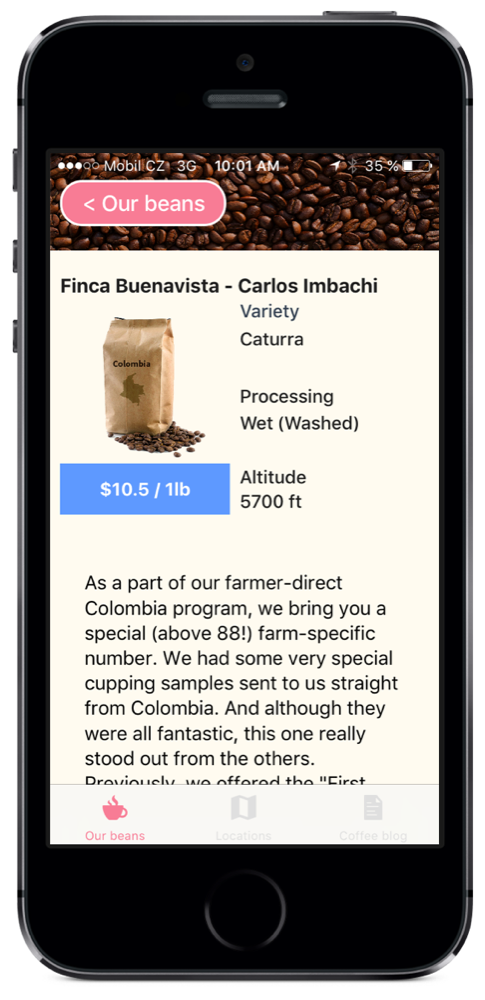 Mobil CZ 3G 10:01 AM 35 %
< Our beans
Finca Buenavista - Carlos Imbachi
Variety
Caturra
Colombia
Processing
Wet (Washed)
$10.5 / 1lb
Altitude
5700 ft
As a part of our farmer-direct
Colombia program, we bring you a
special (above 88!) farm-specific
number. We had some very special
cupping samples sent to us straight
from Colombia. And although they
were all fantastic, this one really
stood out from the others.
Previously, we offered the "First
Our beans
Locations
Coffee blog